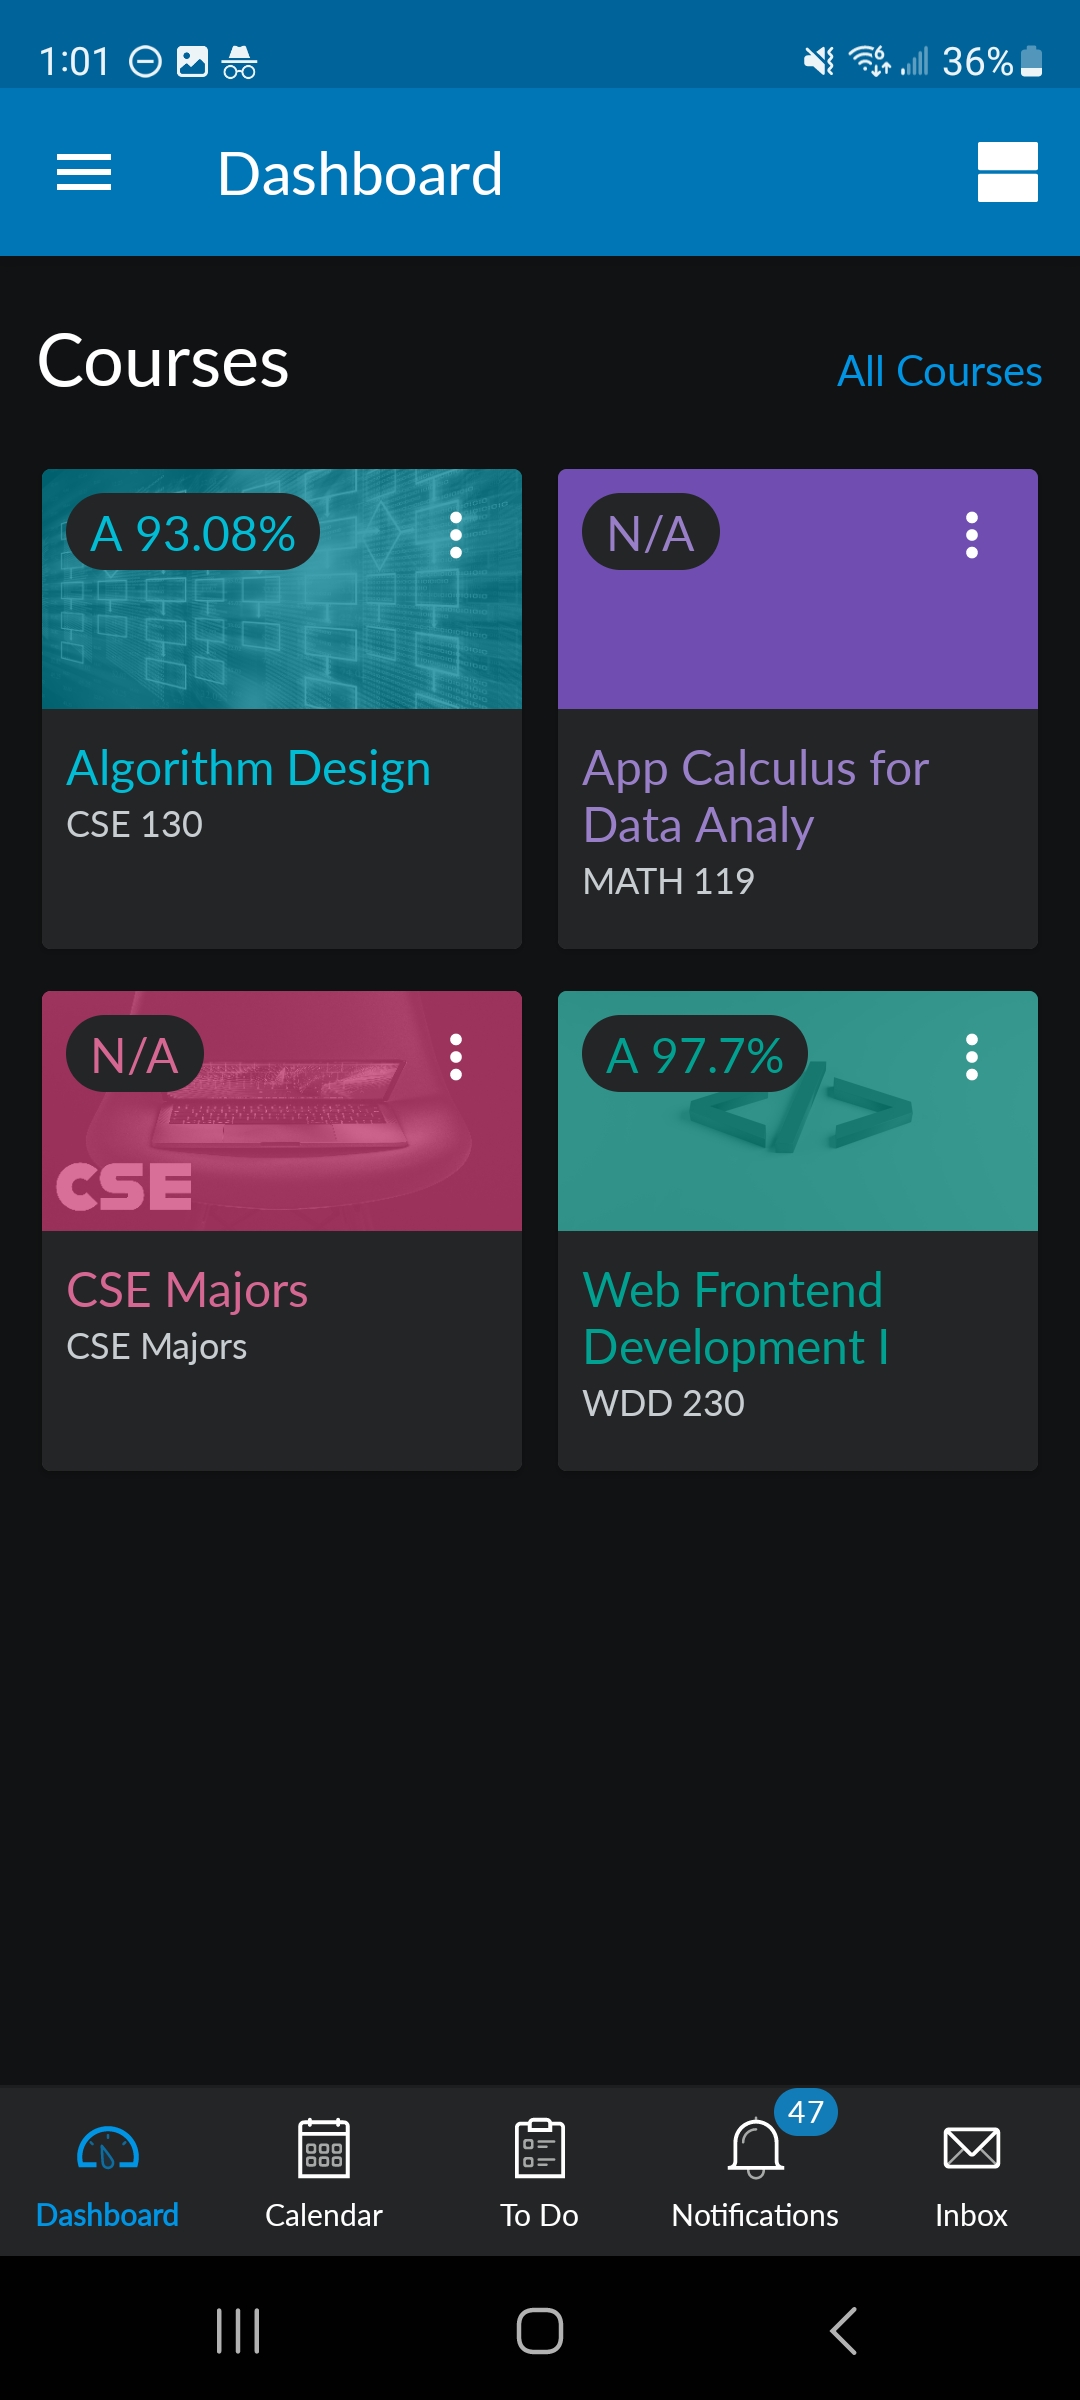 1:01
36%
Dashboard
Courses
All Courses
A 93.08%
N/A
Algorithm Design
CSE 130
App Calculus for
Data Analy
MATH 119
N/A
CSE
A 97.7%
</>
CSE Majors
CSE Majors
Web Frontend
Development I
WDD 230
47
Dashboard
Calendar
To Do
Notifications
Inbox